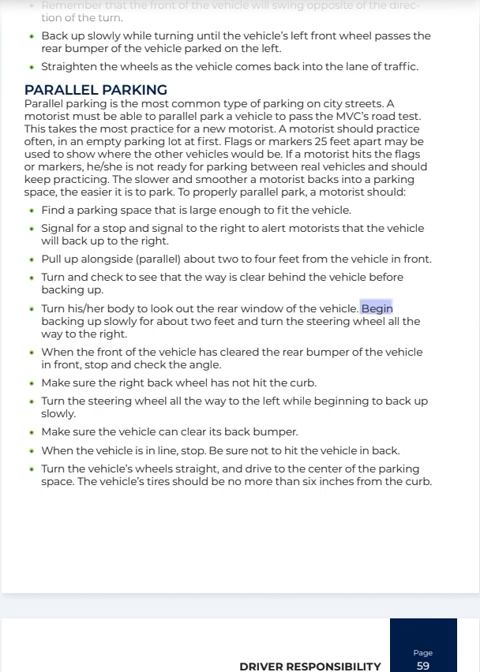 Remember that the front of the vehicle will swing opposite of the direc-
tion of the turn.
Back up slowly while turning until the vehicle's left front wheel passes the
rear bumper of the vehicle parked on the left.
Straighten the wheels as the vehicle comes back into the lane of traffic.
PARALLEL PARKING
Parallel parking is the most common type of parking on city streets. A
motorist must be able to parallel park a vehicle to pass the MVC's road test.
This takes the most practice for a new motorist. A motorist should practice
often, in an empty parking lot at first. Flags or markers 25 feet apart may be
used to show where the other vehicles would be. If a motorist hits the flags
or markers, he/she is not ready for parking between real vehicles and should
keep practicing. The slower and smoother a motorist backs into a parking
space, the easier it is to park. To properly parallel park, a motorist should:
Find a parking space that is large enough to fit the vehicle.
Signal for a stop and signal to the right to alert motorists that the vehicle
will back up to the right.
Pull up alongside (parallel) about two to four feet from the vehicle in front.
Turn and check to see that the way is clear behind the vehicle before
backing up.
Turn his/her body to look out the rear window of the vehicle. Begin
backing up slowly for about two feet and turn the steering wheel all the
way to the right.
When the front of the vehicle has cleared the rear bumper of the vehicle
in front, stop and check the angle.
Make sure the right back wheel has not hit the curb.
Turn the steering wheel all the way to the left while beginning to back up
slowly.
Make sure the vehicle can clear its back bumper.
When the vehicle is in line, stop. Be sure not to hit the vehicle in back.
Turn the vehicle's wheels straight, and drive to the center of the parking
space. The vehicle's tires should be no more than six inches from the curb.
Page
DRIVER RESPONSIBILITY 59